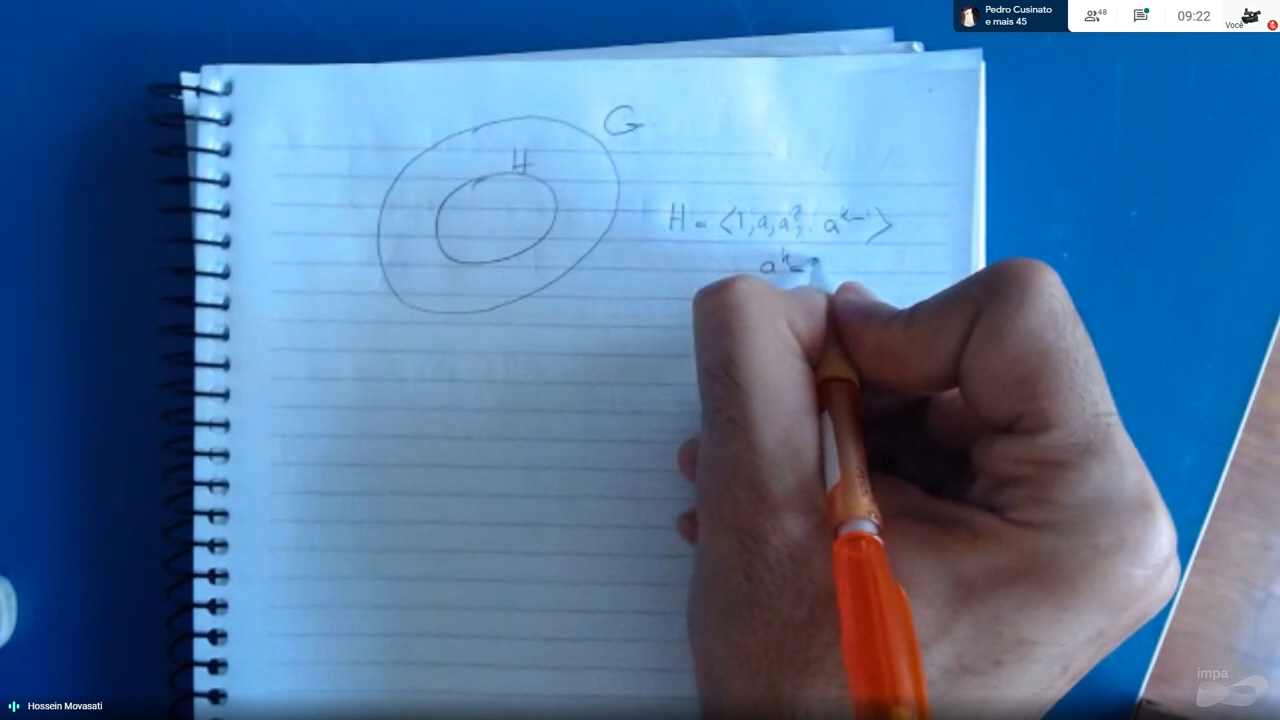 Pedro Cusinato
e mais 45
48
09:22
Você
G
H
H = <1, a, a², . a^{k-1}>
a^k =
impa
Hossein Movasati